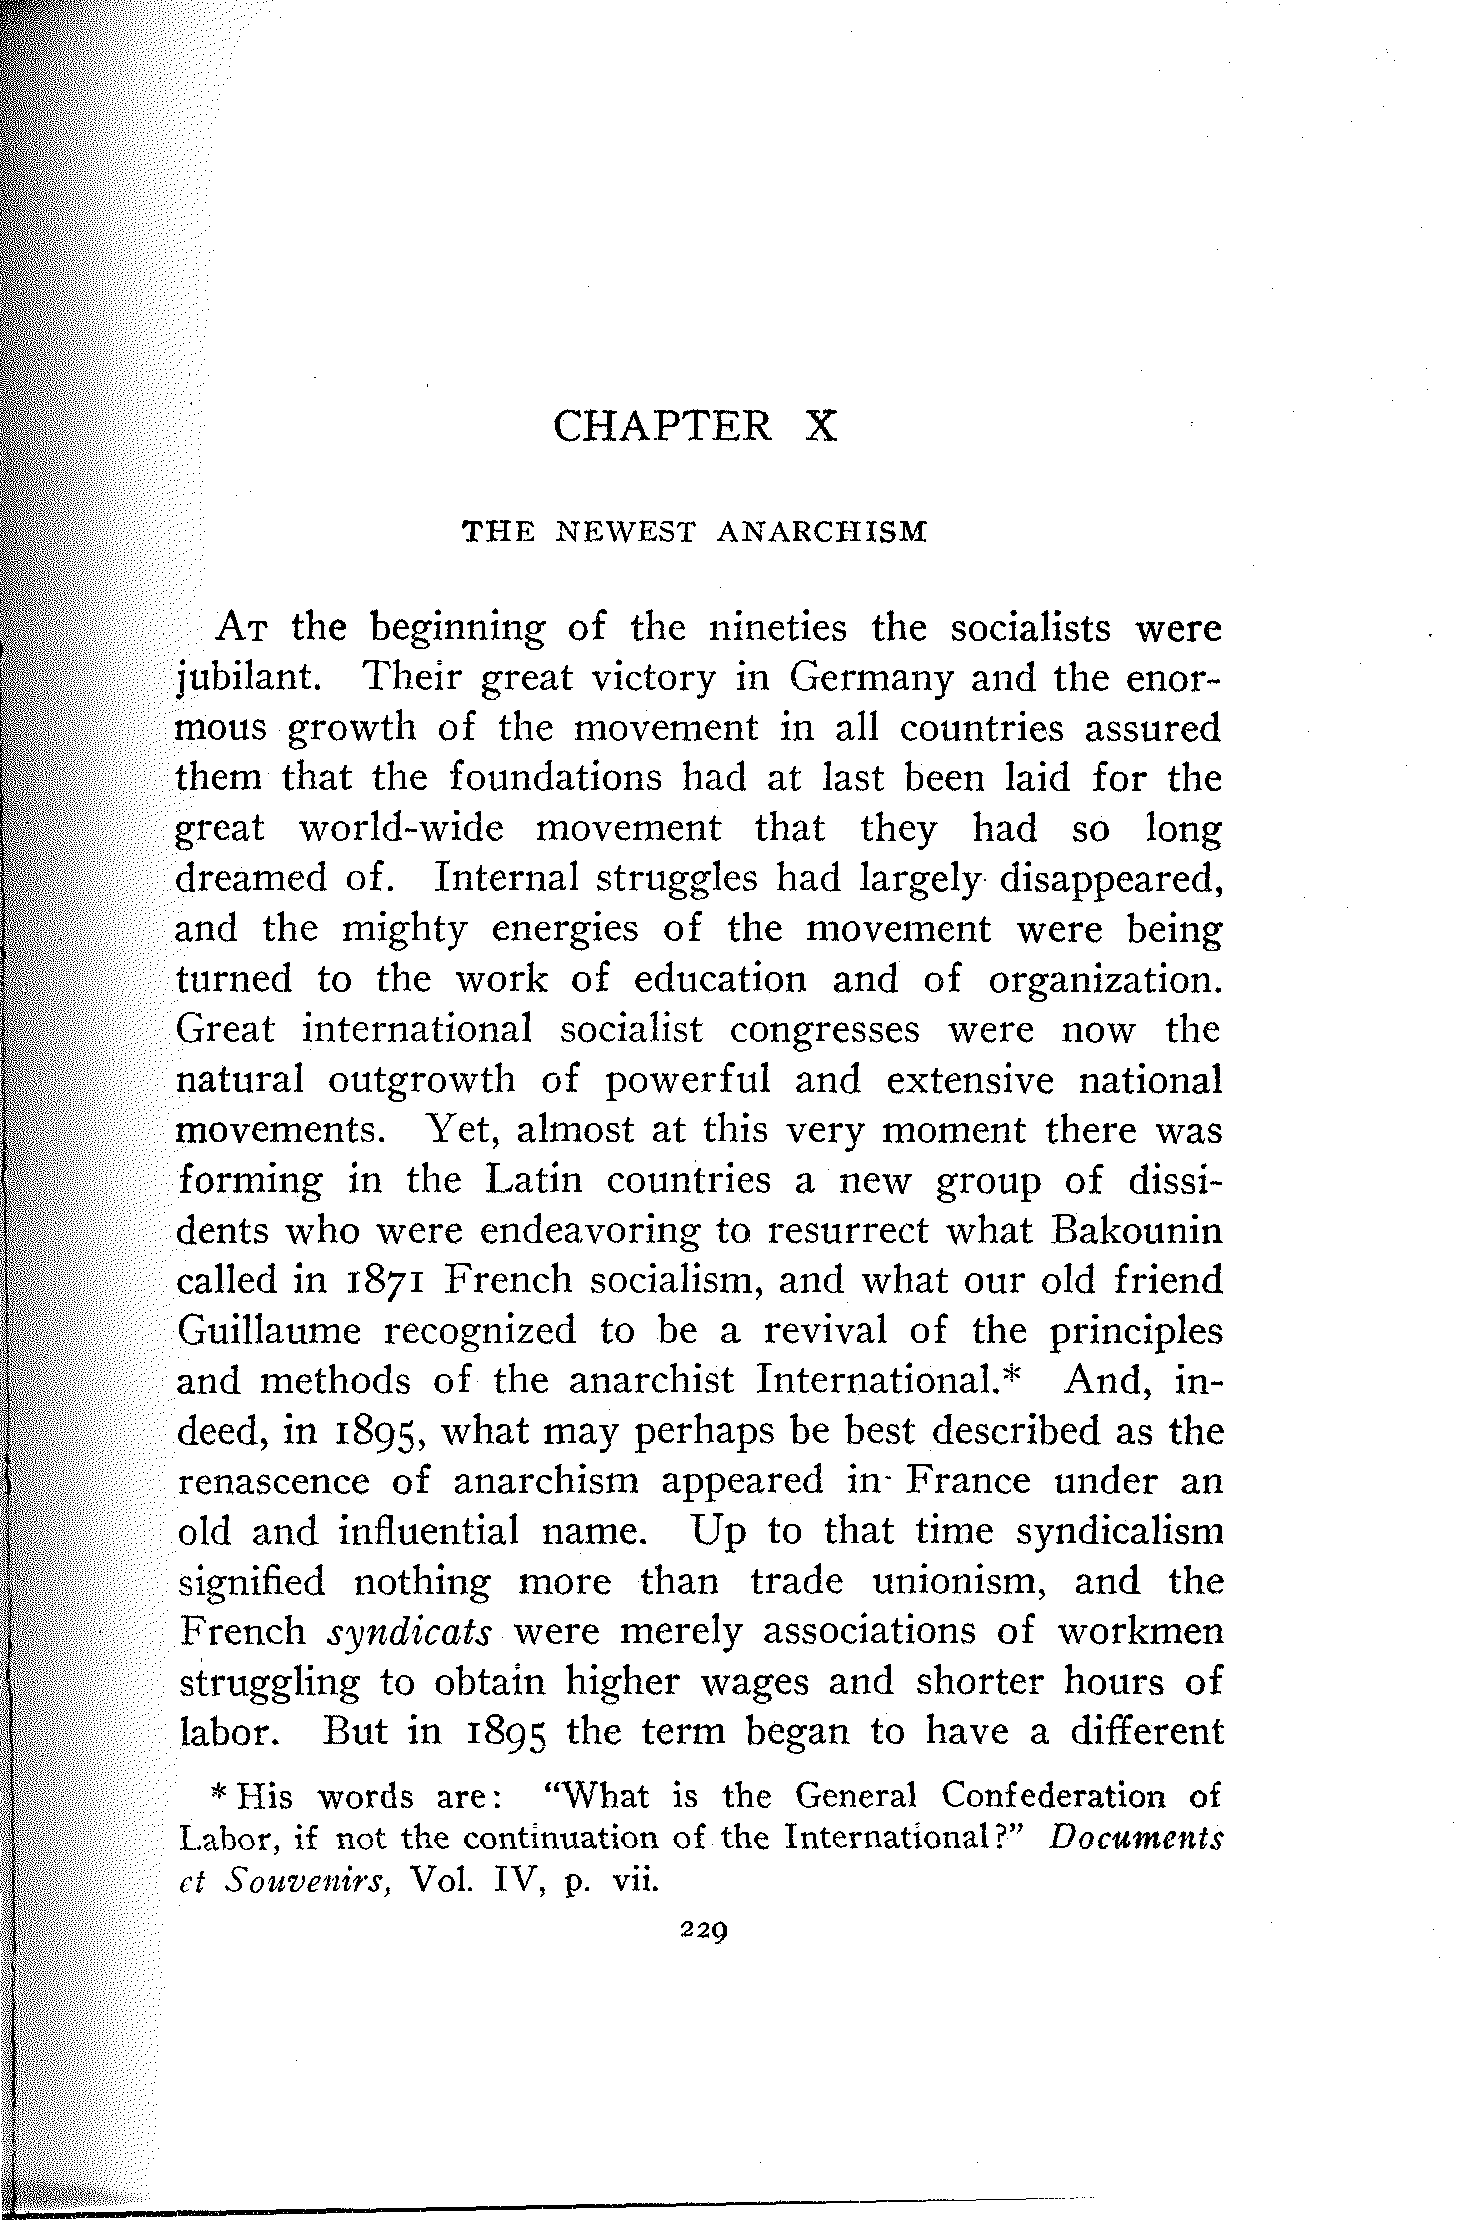 CHAPTER X
THE NEWEST ANARCHISM
At the beginning of the nineties the socialists were
jubilant. Their great victory in Germany and the enor-
mous growth of the movement in all countries assured
them that the foundations had at last been laid for the
great world-wide movement that they had so long
dreamed of. Internal struggles had largely disappeared,
and the mighty energies of the movement were being
turned to the work of education and of organization.
Great international socialist congresses were now the
natural outgrowth of powerful and extensive national
movements. Yet, almost at this very moment there was
forming in the Latin countries a new group of dissi-
dents who were endeavoring to resurrect what Bakounin
called in 1871 French socialism, and what our old friend
Guillaume recognized to be a revival of the principles
and methods of the anarchist International.* And, in-
deed, in 1895, what may perhaps be best described as the
renascence of anarchism appeared in France under an
old and influential name. Up to that time syndicalism
signified nothing more than trade unionism, and the
French syndicats were merely associations of workmen
struggling to obtain higher wages and shorter hours of
labor. But in 1895 the term began to have a different
* His words are: "What is the General Confederation of
Labor, if not the continuation of the International?" Documents
et Souvenirs, Vol. IV, p. vii.
229